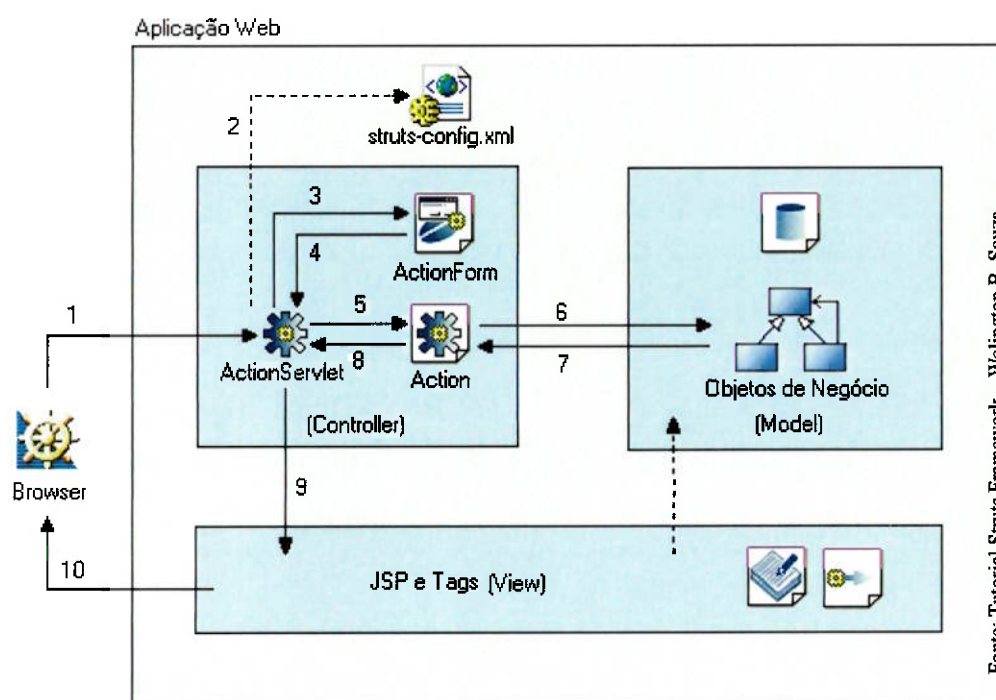 Aplicação Web
2
struts-config.xml
3
4
ActionForm
1
5
8
ActionServlet
Action
(Controller)
6
7
Objetos de Negócio
(Model)
Browser
9
10
JSP e Tags (View)
Fonte: Tutorial Struts Framework - Welington R. Souza